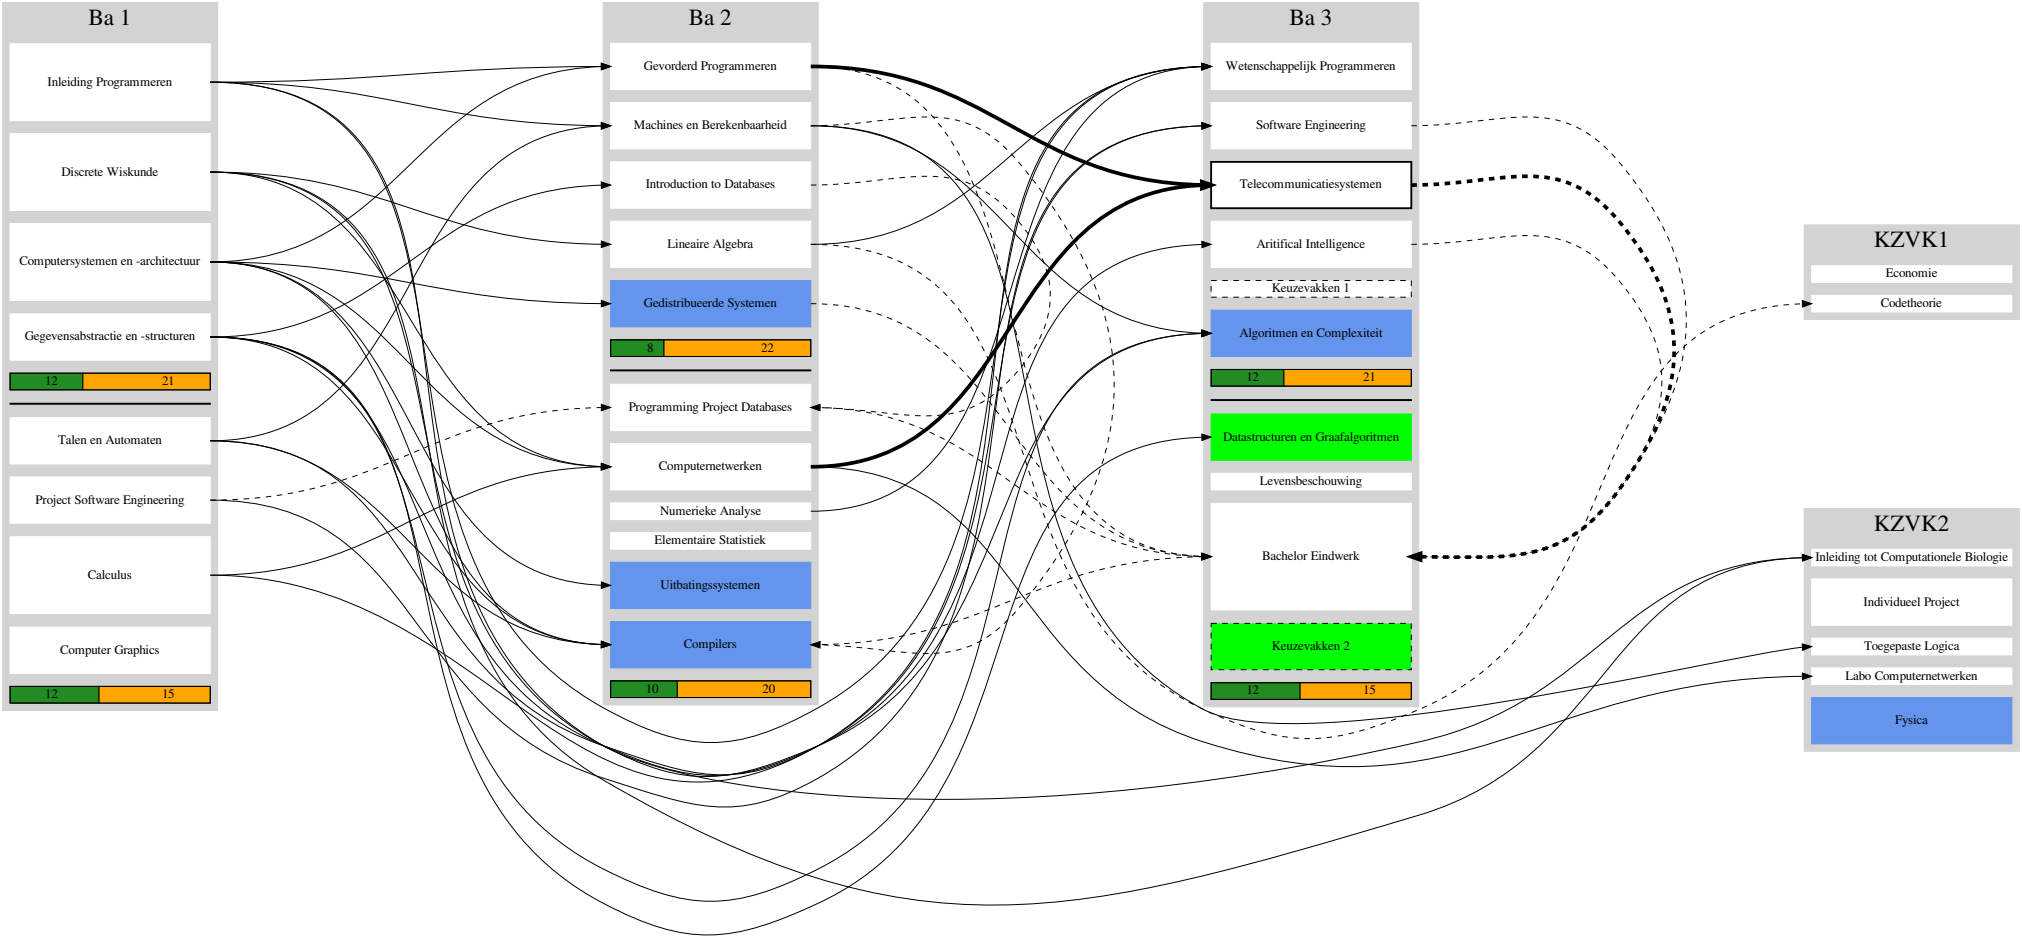 Ba 1
Inleiding Programmeren
Discrete Wiskunde
Computersystemen en -architectuur
Gegevensabstractie en -structuren
12 21
Talen en Automaten
Project Software Engineering
Calculus
Computer Graphics
12 15
Ba 2
Gevorderd Programmeren
Machines en Berekenbaarheid
Introduction to Databases
Lineaire Algebra
Gedistribueerde Systemen
8 22
Programming Project Databases
Computernetwerken
Numerieke Analyse
Elementaire Statistiek
Uitbatingssystemen
Compilers
10 20
Ba 3
Wetenschappelijk Programmeren
Software Engineering
Telecommunicatiesystemen
Aritifical Intelligence
Keuzevakken 1
Algoritmen en Complexiteit
12 21
Datastructuren en Graafalgoritmen
Levensbeschouwing
Bachelor Eindwerk
Keuzevakken 2
12 15
KZVK1
Economie
Codetheorie
KZVK2
Inleiding tot Computationele Biologie
Individueel Project
Toegepaste Logica
Labo Computernetwerken
Fysica